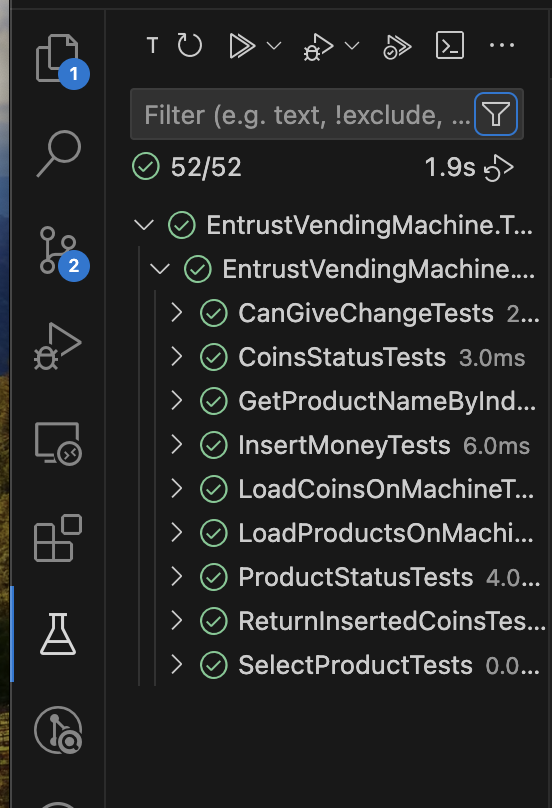 1
T
Filter (e.g. text, !exclude, ...
52/52 1.9s
EntrustVendingMachine.T...
2
EntrustVendingMachine....
CanGiveChangeTests 2...
CoinsStatusTests 3.0ms
GetProductNameByInd...
InsertMoneyTests 6.0ms
LoadCoinsOnMachineT...
LoadProductsOnMachi...
ProductStatusTests 4.0...
ReturnInsertedCoinsTes...
SelectProductTests 0.0...